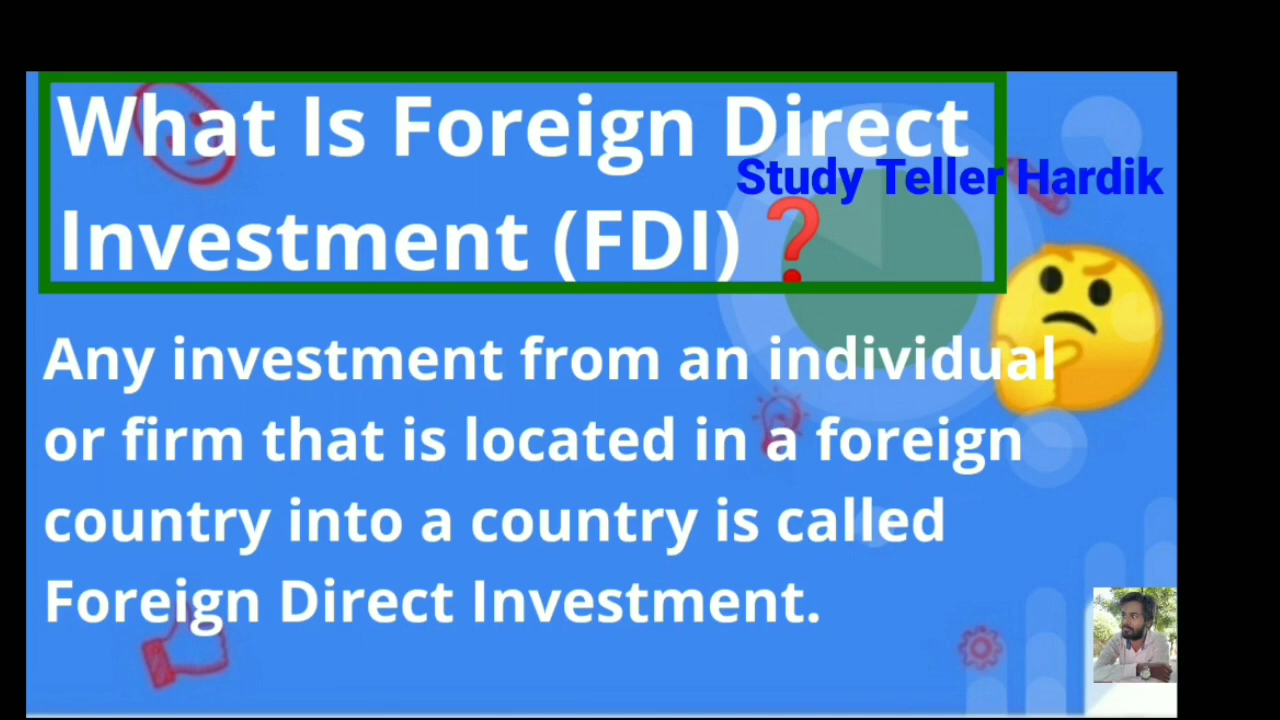 What Is Foreign Direct
Study Teller Hardik
Investment (FDI) ❓
Any investment from an individual
or firm that is located in a foreign
country into a country is called
Foreign Direct Investment.